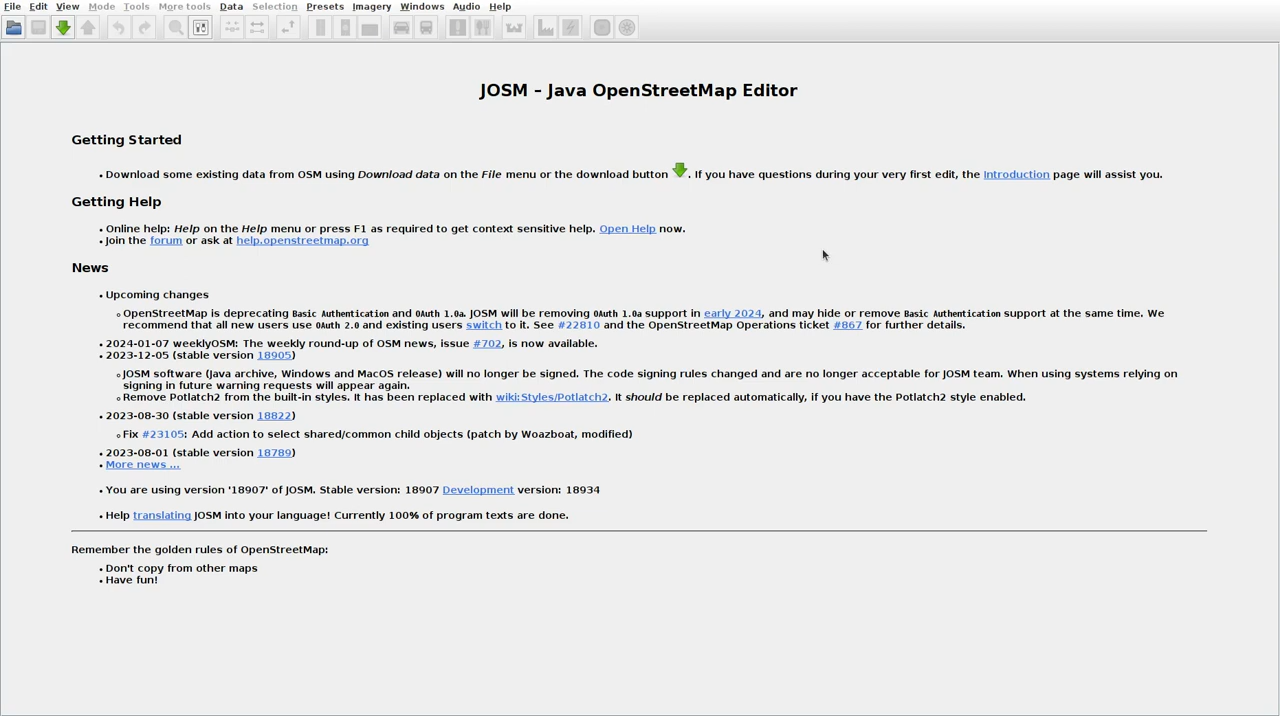 File Edit View Mode Tools More tools Data Selection Presets Imagery Windows Audio Help
JOSM – Java OpenStreetMap Editor
Getting Started
Download some existing data from OSM using Download data on the File menu or the download button . If you have questions during your very first edit, the Introduction page will assist you.
Getting Help
Online help: Help on the Help menu or press F1 as required to get context sensitive help. Open Help now.
Join the forum or ask at help.openstreetmap.org
News
Upcoming changes
OpenStreetMap is deprecating Basic Authentication and OAuth 1.0a. JOSM will be removing OAuth 1.0a support in early 2024, and may hide or remove Basic Authentication support at the same time. We
recommend that all new users use OAuth 2.0 and existing users switch to it. See #22810 and the OpenStreetMap Operations ticket #867 for further details.
2024-01-07 weeklyOSM: The weekly round-up of OSM news, issue #702, is now available.
2023-12-05 (stable version 18905)
JOSM software (Java archive, Windows and MacOS release) will no longer be signed. The code signing rules changed and are no longer acceptable for JOSM team. When using systems relying on
signing in future warning requests will appear again.
Remove Potlatch2 from the built-in styles. It has been replaced with wiki:Styles/Potlatch2. It should be replaced automatically, if you have the Potlatch2 style enabled.
2023-08-30 (stable version 18822)
Fix #23105: Add action to select shared/common child objects (patch by Woazboat, modified)
2023-08-01 (stable version 18789)
More news ...
You are using version '18907' of JOSM. Stable version: 18907 Development version: 18934
Help translating JOSM into your language! Currently 100% of program texts are done.
Remember the golden rules of OpenStreetMap:
Don't copy from other maps
Have fun!